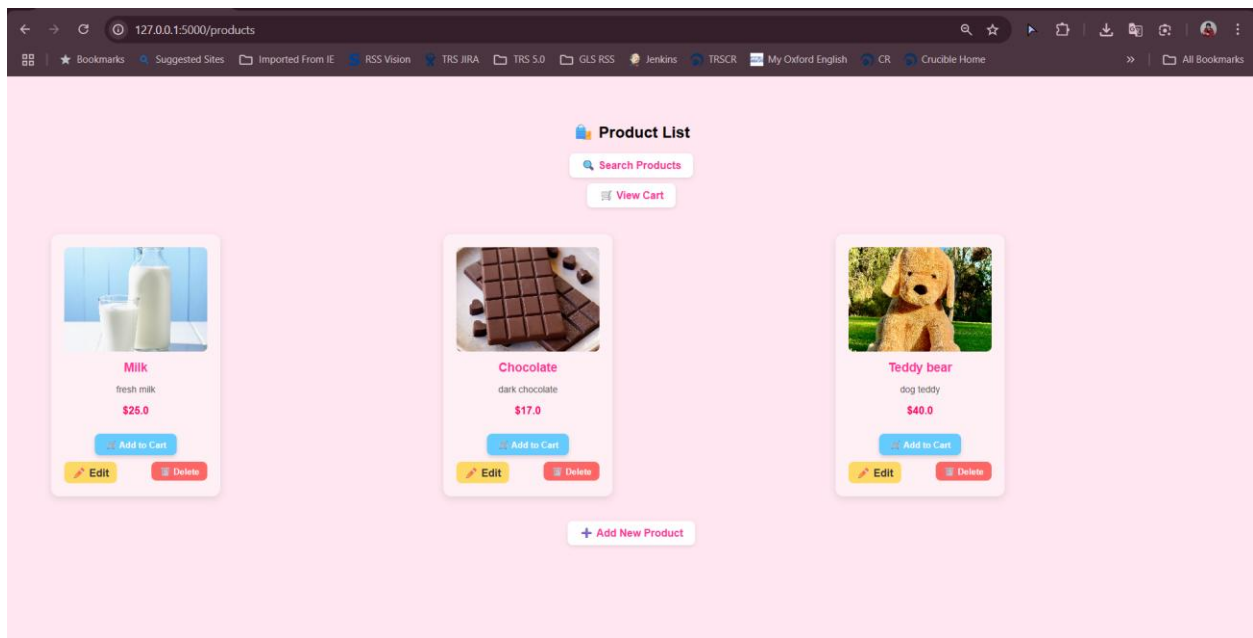 127.0.0.1:5000/products
Bookmarks Suggested Sites Imported From IE RSS Vision TRS JIRA TRS 5.0 GLS RSS Jenkins TRSCR My Oxford English CR Crucible Home » All Bookmarks
Product List
Search Products
View Cart
Milk
fresh milk
$25.0
Add to Cart
Edit Delete
Chocolate
dark chocolate
$17.0
Add to Cart
Edit Delete
Teddy bear
dog teddy
$40.0
Add to Cart
Edit Delete
+ Add New Product